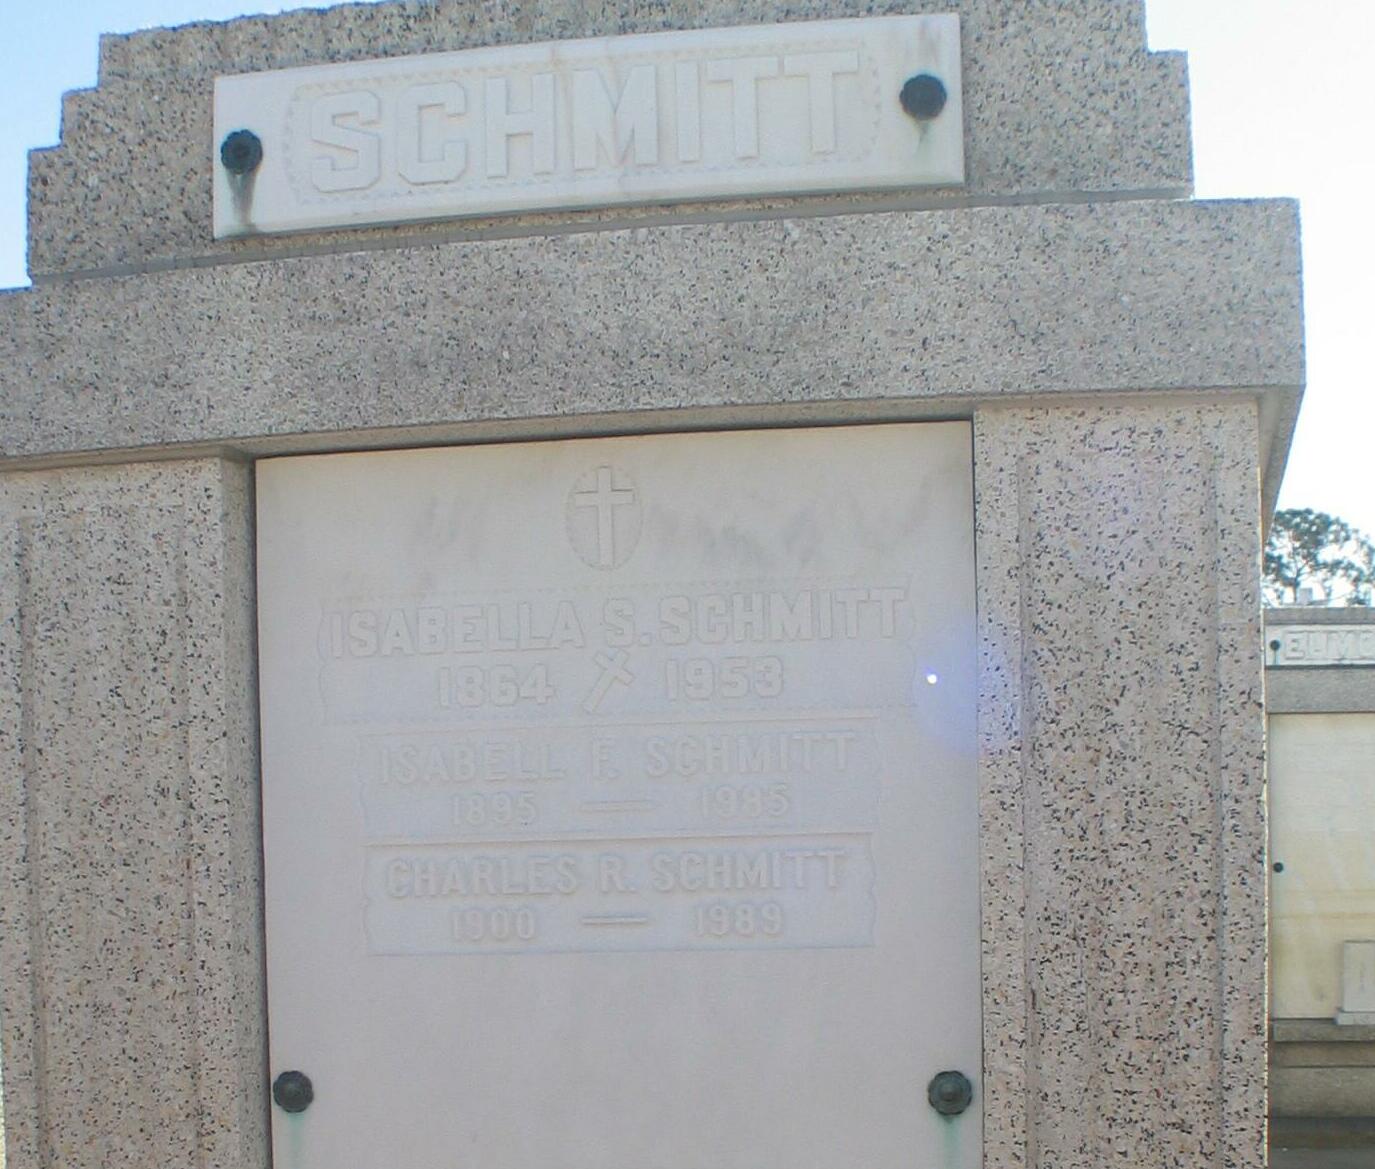 SCHMITT
ISABELLA S. SCHMITT
1864 1953
ISABELL F. SCHMITT
1895 — 1985
CHARLES R. SCHMITT
1900 — 1989